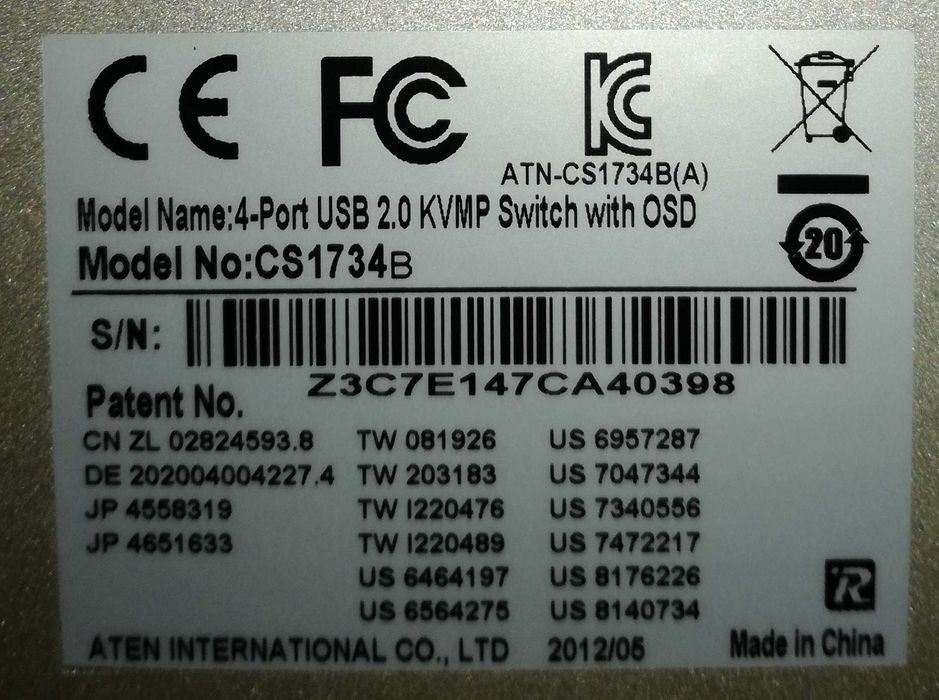 CE FC KC
ATN-CS1734B(A)
Model Name:4-Port USB 2.0 KVMP Switch with OSD
20
Model No:CS1734B
S/N:
Z3C7E147CA40398
Patent No.
CN ZL 02824593.8 TW 081926 US 6957287
DE 202004004227.4 TW 203183 US 7047344
JP 4558319 TW I220476 US 7340556
JP 4651633 TW I220489 US 7472217
US 6464197 US 8176226
US 6564275 US 8140734
R
ATEN INTERNATIONAL CO., LTD 2012/05 Made in China